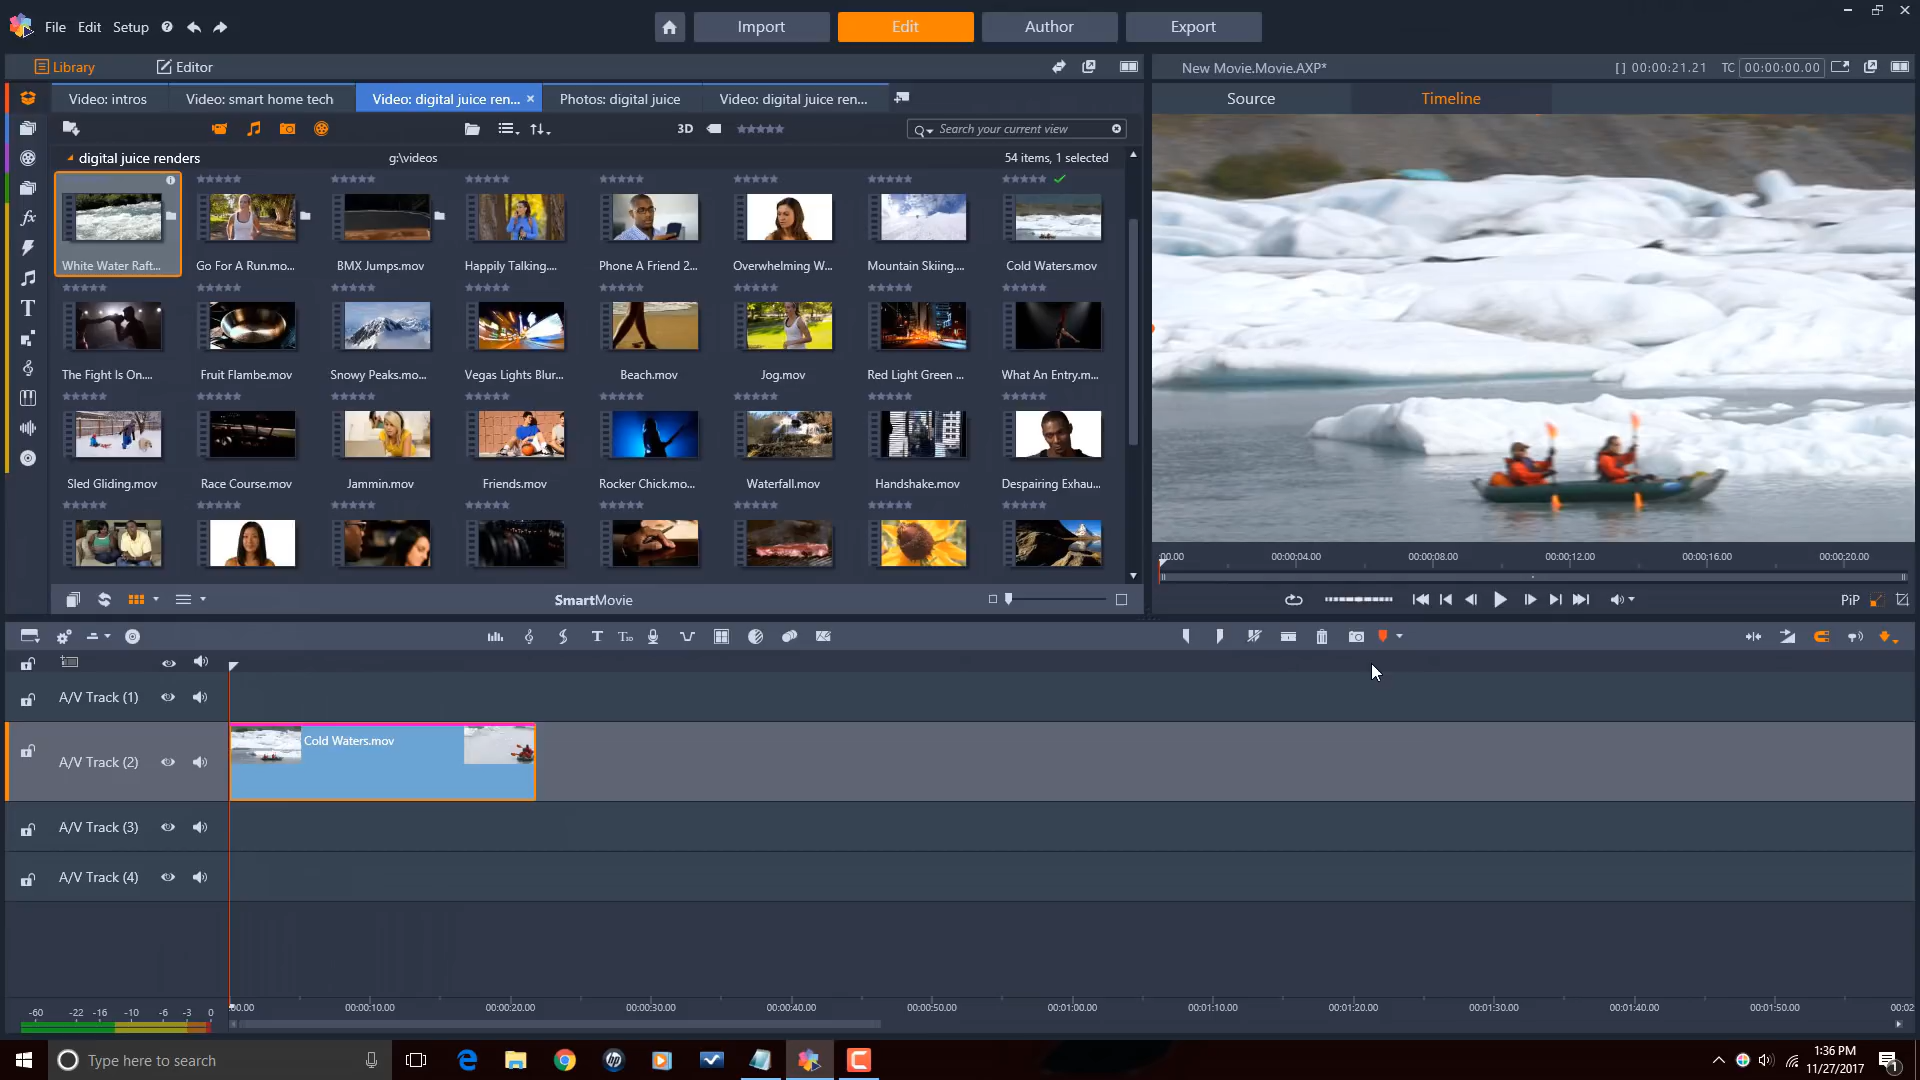 File Edit Setup
Import Edit Author Export
Library Editor
New Movie.Movie.AXP*
[ ] 00:00:21.21 TC 00:00:00.00
Video: intros Video: smart home tech Video: digital juice ren... × Photos: digital juice Video: digital juice ren...
Source Timeline
3D
Search your current view
digital juice renders g:\videos 54 items, 1 selected
White Water Raft... Go For A Run.mo... BMX Jumps.mov Happily Talking.... Phone A Friend 2... Overwhelming W... Mountain Skiing.... Cold Waters.mov
The Fight Is On.... Fruit Flambe.mov Snowy Peaks.mo... Vegas Lights Blur... Beach.mov Jog.mov Red Light Green ... What An Entry.m...
Sled Gliding.mov Race Course.mov Jammin.mov Friends.mov Rocker Chick.mo... Waterfall.mov Handshake.mov Despairing Exhau...
:00.00 00:00:04.00 00:00:08.00 00:00:12.00 00:00:16.00 00:00:20.00
SmartMovie
PiP
A/V Track (1)
Cold Waters.mov
A/V Track (2)
A/V Track (3)
A/V Track (4)
-60 -22 -16 -10 -6 -3 0
:00.00 00:00:10.00 00:00:20.00 00:00:30.00 00:00:40.00 00:00:50.00 00:01:00.00 00:01:10.00 00:01:20.00 00:01:30.00 00:01:40.00 00:01:50.00 00:02
Type here to search
1:36 PM
11/27/2017